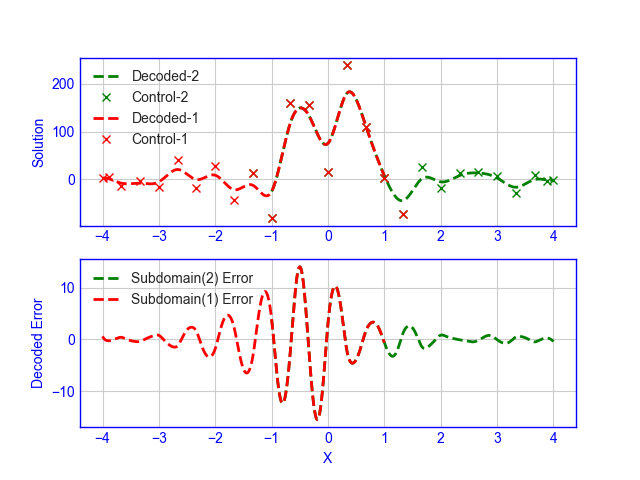 Decoded-2
Control-2
Decoded-1
Control-1
Solution
200
100
0
−4 −3 −2 −1 0 1 2 3 4
Subdomain(2) Error
Subdomain(1) Error
Decoded Error
10
0
−10
−4 −3 −2 −1 0 1 2 3 4
X